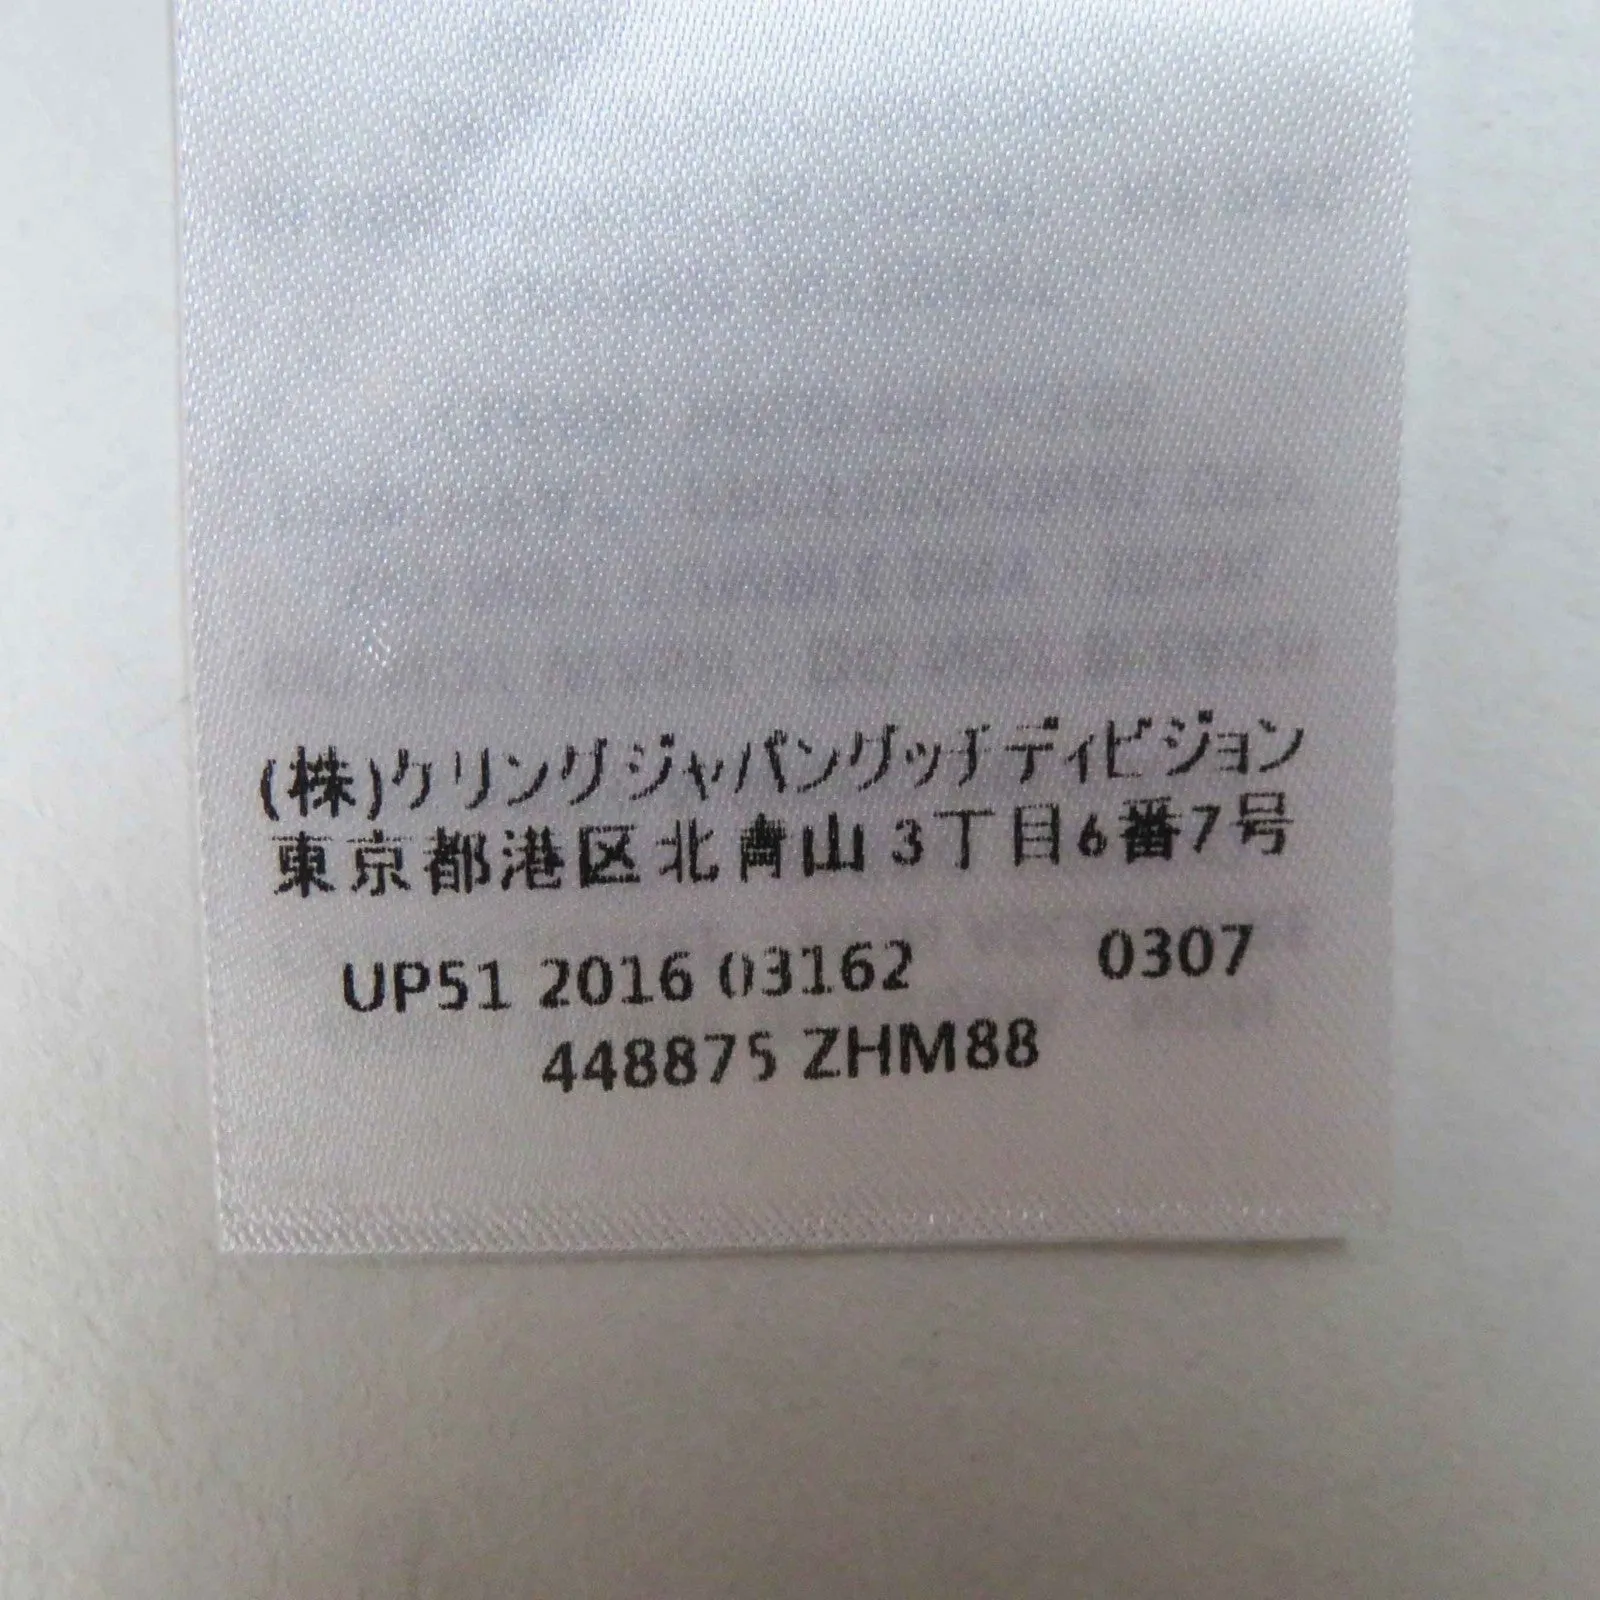 (株)ケリングジャパングッチディビジョン
東京都港区北青山3丁目6番7号
UP51 2016 03162 0307
448875 ZHM88